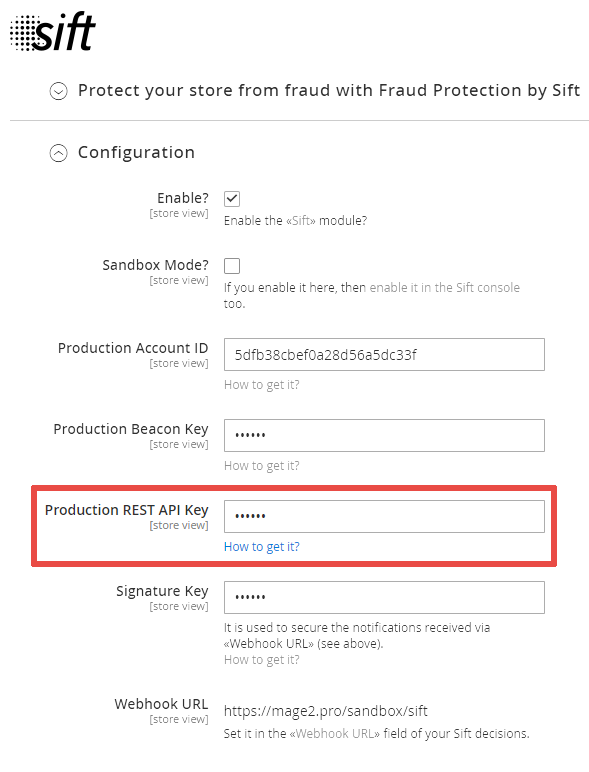 sift
Protect your store from fraud with Fraud Protection by Sift
Configuration
Enable?
[store view]
Enable the «Sift» module?
Sandbox Mode?
[store view]
If you enable it here, then enable it in the Sift console
too.
Production Account ID
[store view]
5dfb38cbef0a28d56a5dc33f
How to get it?
Production Beacon Key
[store view]
••••••
How to get it?
Production REST API Key
[store view]
••••••
How to get it?
Signature Key
[store view]
••••••
It is used to secure the notifications received via
«Webhook URL» (see above).
How to get it?
Webhook URL
[store view]
https://mage2.pro/sandbox/sift
Set it in the «Webhook URL» field of your Sift decisions.